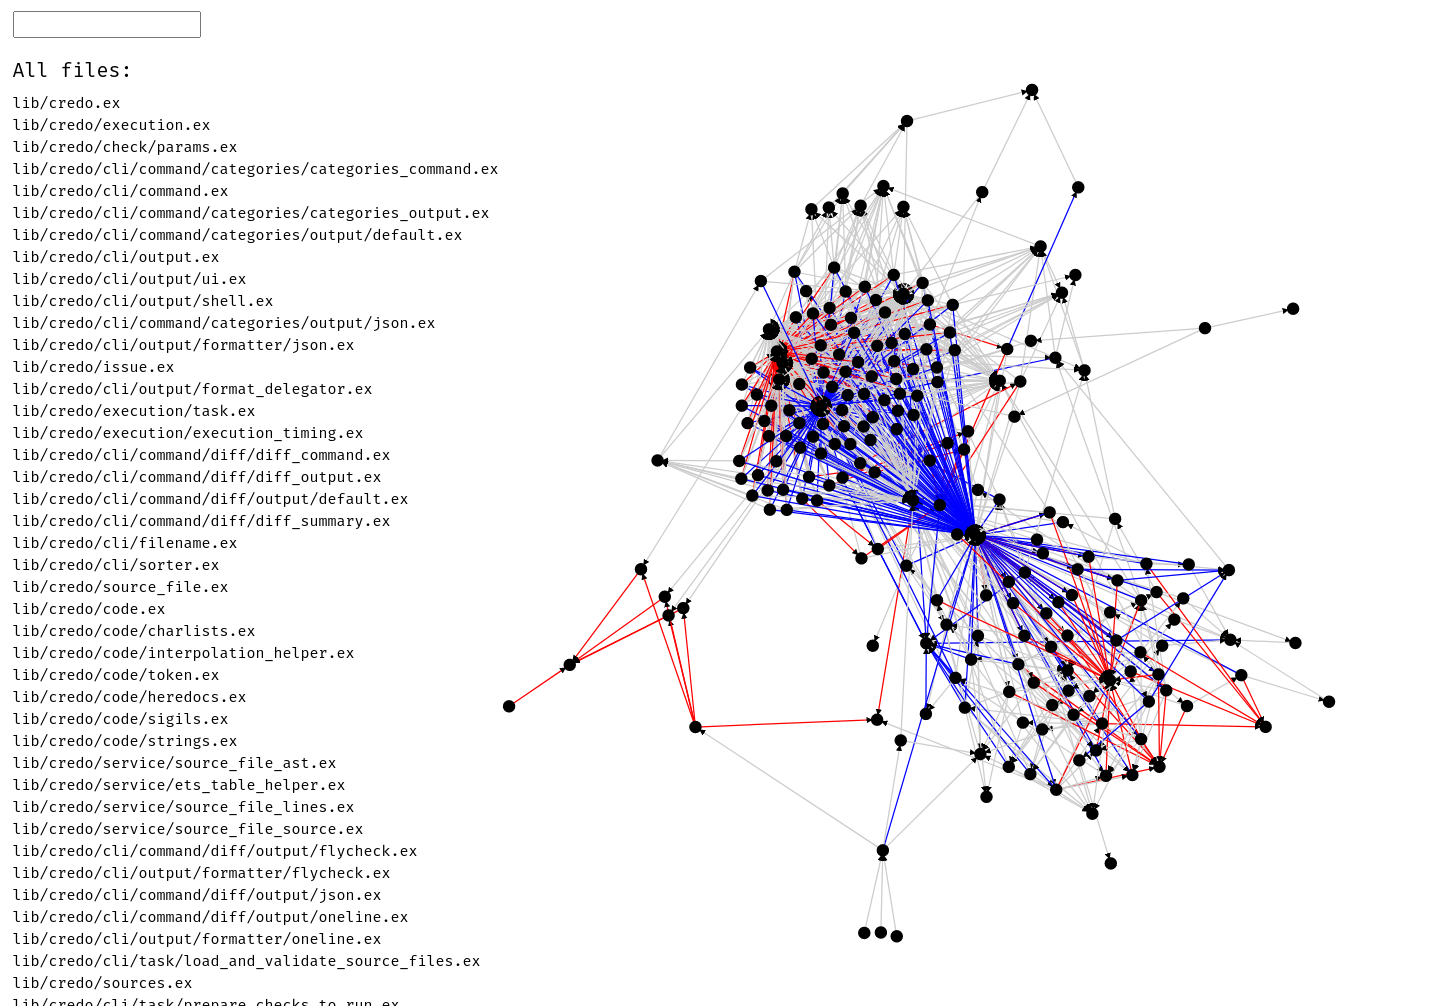 All files:
lib/credo.ex
lib/credo/execution.ex
lib/credo/check/params.ex
lib/credo/cli/command/categories/categories_command.ex
lib/credo/cli/command.ex
lib/credo/cli/command/categories/categories_output.ex
lib/credo/cli/command/categories/output/default.ex
lib/credo/cli/output.ex
lib/credo/cli/output/ui.ex
lib/credo/cli/output/shell.ex
lib/credo/cli/command/categories/output/json.ex
lib/credo/cli/output/formatter/json.ex
lib/credo/issue.ex
lib/credo/cli/output/format_delegator.ex
lib/credo/execution/task.ex
lib/credo/execution/execution_timing.ex
lib/credo/cli/command/diff/diff_command.ex
lib/credo/cli/command/diff/diff_output.ex
lib/credo/cli/command/diff/output/default.ex
lib/credo/cli/command/diff/diff_summary.ex
lib/credo/cli/filename.ex
lib/credo/cli/sorter.ex
lib/credo/source_file.ex
lib/credo/code.ex
lib/credo/code/charlists.ex
lib/credo/code/interpolation_helper.ex
lib/credo/code/token.ex
lib/credo/code/heredocs.ex
lib/credo/code/sigils.ex
lib/credo/code/strings.ex
lib/credo/service/source_file_ast.ex
lib/credo/service/ets_table_helper.ex
lib/credo/service/source_file_lines.ex
lib/credo/service/source_file_source.ex
lib/credo/cli/command/diff/output/flycheck.ex
lib/credo/cli/output/formatter/flycheck.ex
lib/credo/cli/command/diff/output/json.ex
lib/credo/cli/command/diff/output/oneline.ex
lib/credo/cli/output/formatter/oneline.ex
lib/credo/cli/task/load_and_validate_source_files.ex
lib/credo/sources.ex
lib/credo/cli/task/prepare_checks_to_run.ex